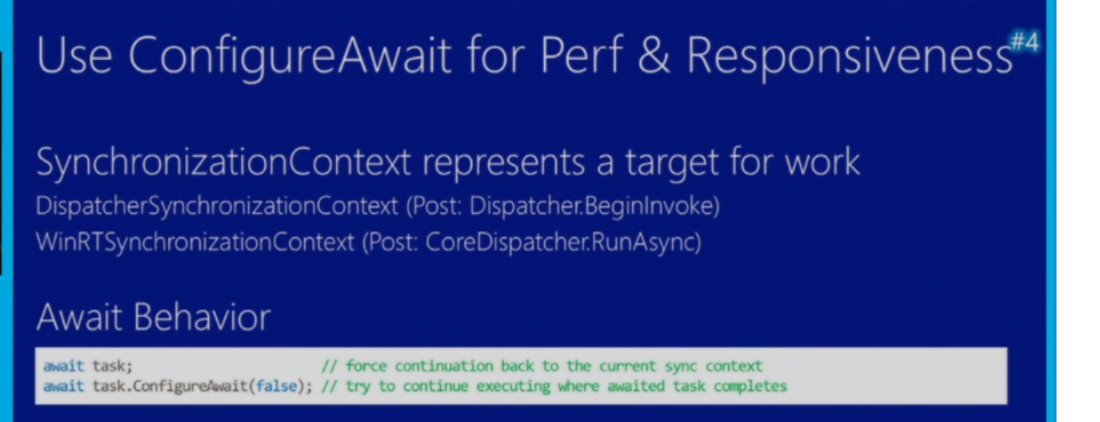 Use ConfigureAwait for Perf & Responsiveness #4
SynchronizationContext represents a target for work
DispatcherSynchronizationContext (Post: Dispatcher.BeginInvoke)
WinRTSynchronizationContext (Post: CoreDispatcher.RunAsync)
Await Behavior
await task; // force continuation back to the current sync context
await task.ConfigureAwait(false); // try to continue executing where awaited task completes